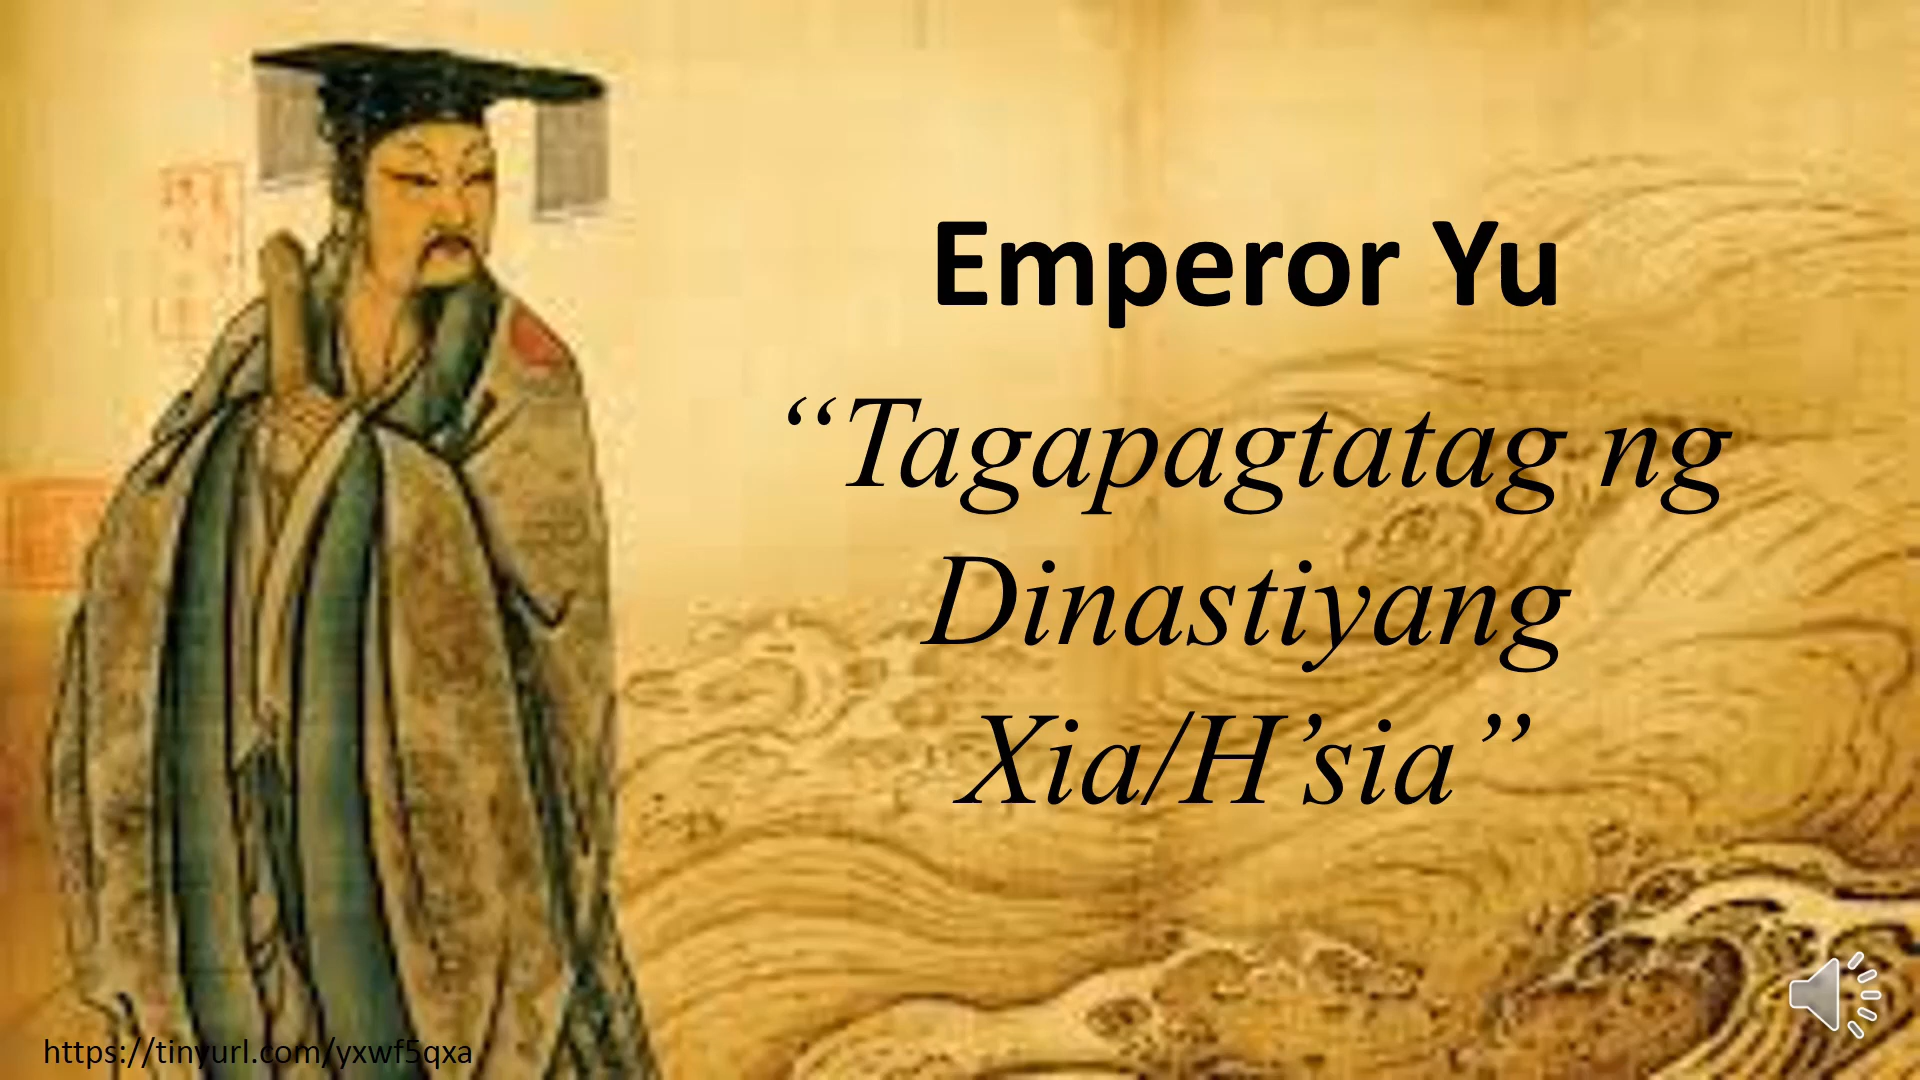 Emperor Yu
“Tagapagtatag ng
Dinastiyang
Xia/H’sia”
https://tinyurl.com/yxwf5qxa